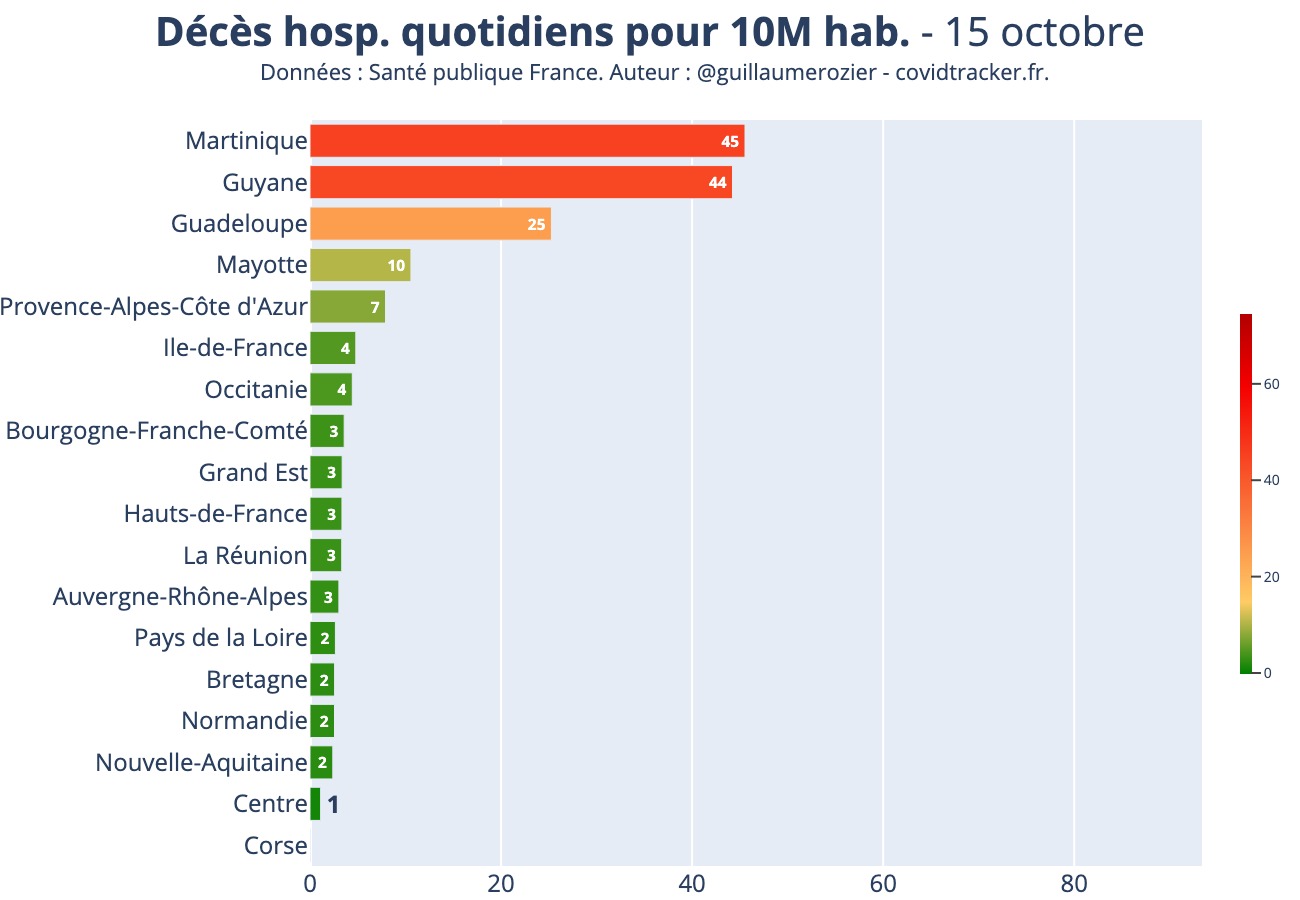 Décès hosp. quotidiens pour 10M hab. - 15 octobre
Données : Santé publique France. Auteur : @guillaumerozier - covidtracker.fr.
Martinique 45
Guyane 44
Guadeloupe 25
Mayotte 10
Provence-Alpes-Côte d'Azur 7
Ile-de-France 4
Occitanie 4
Bourgogne-Franche-Comté 3
Grand Est 3
Hauts-de-France 3
La Réunion 3
Auvergne-Rhône-Alpes 3
Pays de la Loire 2
Bretagne 2
Normandie 2
Nouvelle-Aquitaine 2
Centre 1
Corse
0 20 40 60 80
60
40
20
0